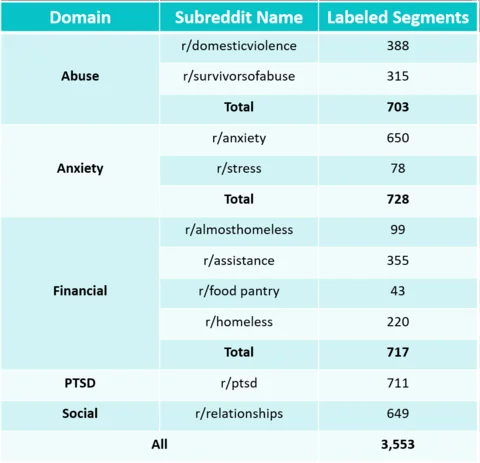 Domain Subreddit Name Labeled Segments
Abuse r/domesticviolence 388
r/survivorsofabuse 315
Total 703
Anxiety r/anxiety 650
r/stress 78
Total 728
Financial r/almosthomeless 99
r/assistance 355
r/food pantry 43
r/homeless 220
Total 717
PTSD r/ptsd 711
Social r/relationships 649
All 3,553